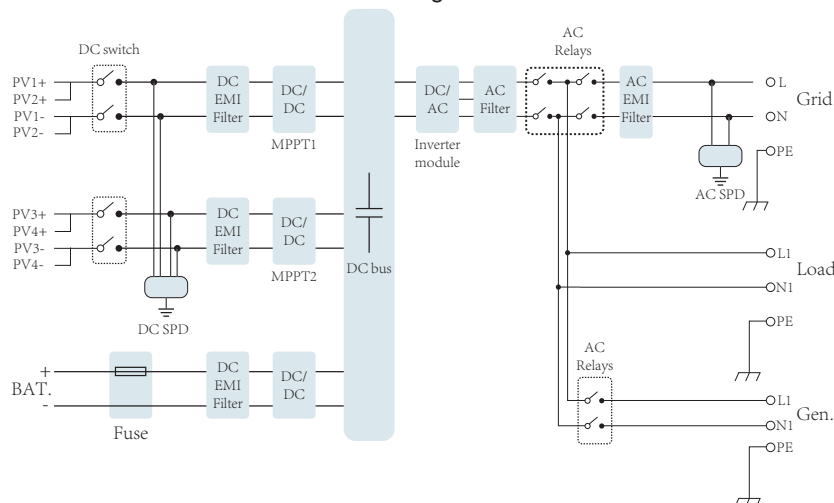 DC switch
PV1+
PV2+
PV1-
PV2-
DC
EMI
Filter
DC/
DC
MPPT1
DC/
AC
Inverter
module
AC
Filter
AC
Relays
AC
EMI
Filter
L
N
Grid
PE
AC SPD
PV3+
PV4+
PV3-
PV4-
DC
EMI
Filter
DC/
DC
MPPT2
DC bus
DC SPD
L1
Load
N1
PE
+
BAT.
-
Fuse
DC
EMI
Filter
DC/
DC
AC
Relays
L1
Gen.
N1
PE